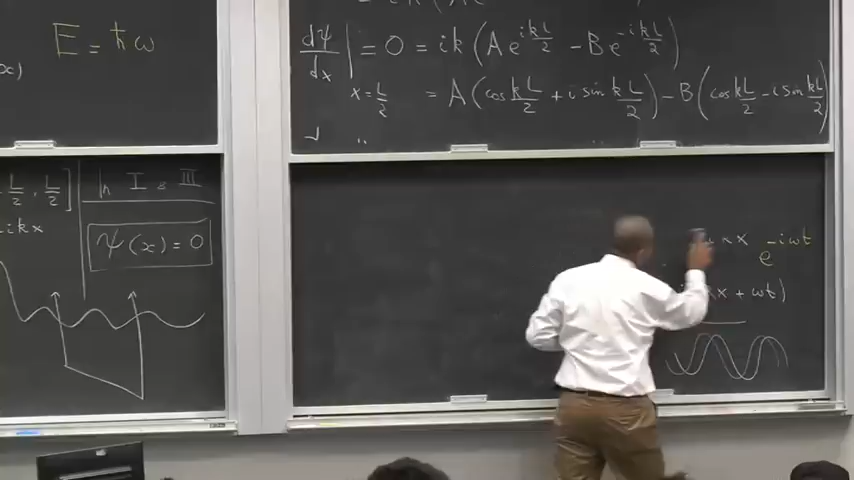 E = ħω
x)
dψ/dx | x = L/2 = 0 = ik(A e^{ikL/2} - B e^{-ikL/2})
= A(cos kL/2 + i sin kL/2) - B(cos kL/2 - i sin kL/2)
L/2, L/2] In I & III
ikx
ψ(x) = 0
x e^{-iωt}
x + ωt)